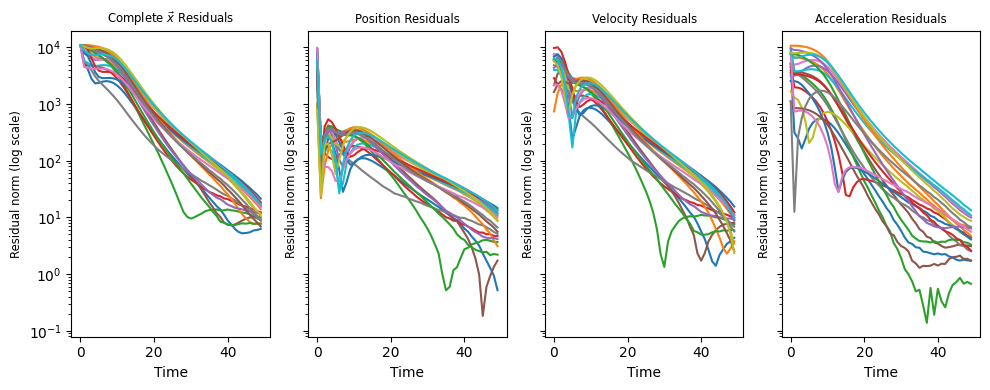 Complete $\vec{x}$ Residuals
Residual norm (log scale)
10⁴
10³
10²
10¹
10⁰
10⁻¹
0 20 40
Time
Position Residuals
Residual norm (log scale)
0 20 40
Time
Velocity Residuals
Residual norm (log scale)
0 20 40
Time
Acceleration Residuals
Residual norm (log scale)
0 20 40
Time